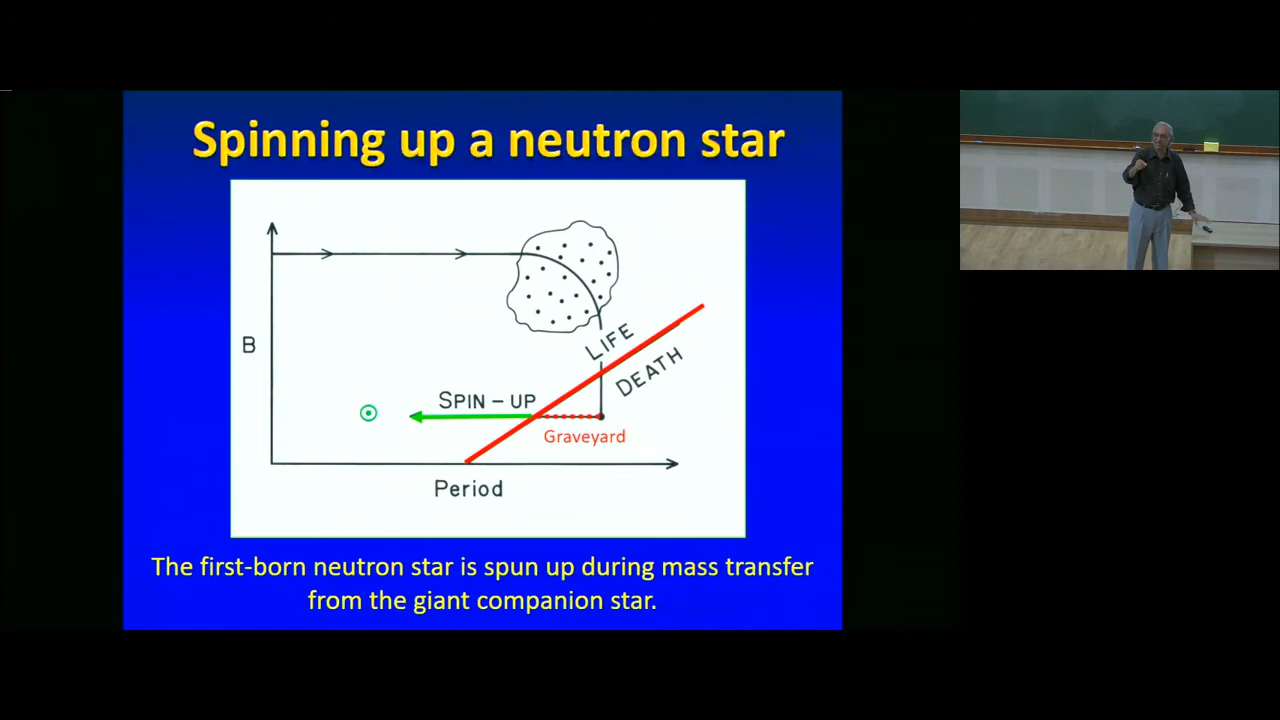 Spinning up a neutron star
B
LIFE
DEATH
SPIN - UP
Graveyard
Period
The first-born neutron star is spun up during mass transfer
from the giant companion star.